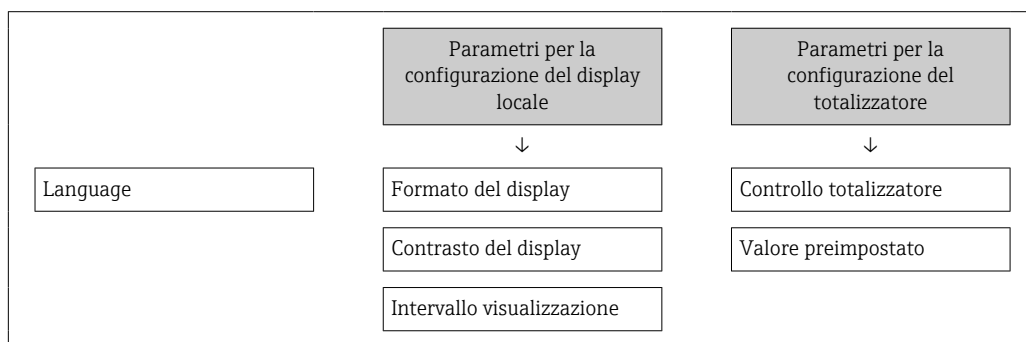 Parametri per la
configurazione del display
locale
Parametri per la
configurazione del
totalizzatore
↓
↓
Language
Formato del display
Controllo totalizzatore
Contrasto del display
Valore preimpostato
Intervallo visualizzazione